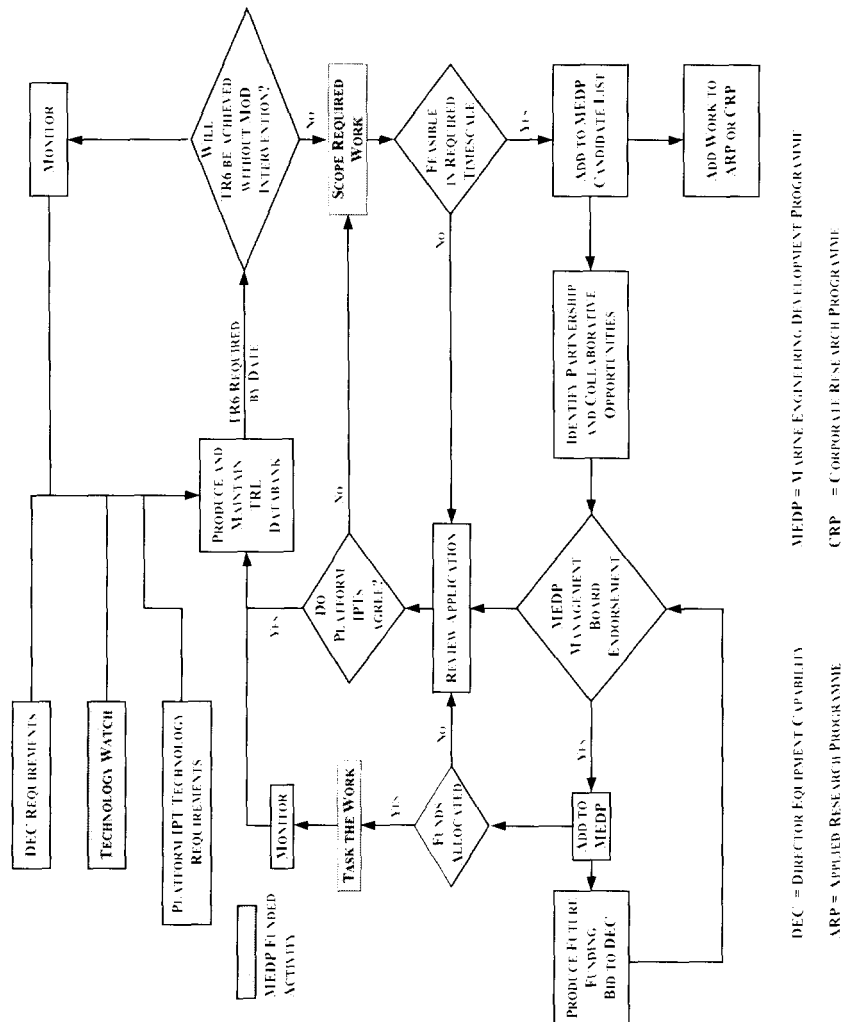 DEC REQUIREMENTS
TECHNOLOGY WATCH
PLATFORM IPT TECHNOLOGY
REQUIREMENTS
MONITOR
PRODUCE AND
MAINTAIN
TRL
DATABANK
TR6 REQUIRED
BY DATE
WILL
TR6 BE ACHIEVED
WITHOUT MOD
INTERVENTION?
NO
MEDP FUNDED
ACTIVITY
MONITOR
TASK THE WORK
YES
FUNDS
ALLOCATED
NO
YES
DO
PLATFORM
IPTS
AGREE?
NO
SCOPE REQUIRED
WORK
REVIEW APPLICATION
NO
FEASIBLE
IN REQUIRED
TIMESCALE
YES
PRODUCE FUTURE
FUNDING
BID TO DEC
ADD TO
MEDP
YES
MEDP
MANAGEMENT
BOARD
ENDORSEMENT
IDENTIFY PARTNERSHIP
AND COLLABORATIVE
OPPORTUNITIES
ADD TO MEDP
CANDIDATE LIST
ADD WORK TO
ARP OR CRP
DEC = DIRECTOR EQUIPMENT CAPABILITY
MEDP = MARINE ENGINEERING DEVELOPMENT PROGRAMME
ARP = APPLIED RESEARCH PROGRAMME
CRP = CORPORATE RESEARCH PROGRAMME